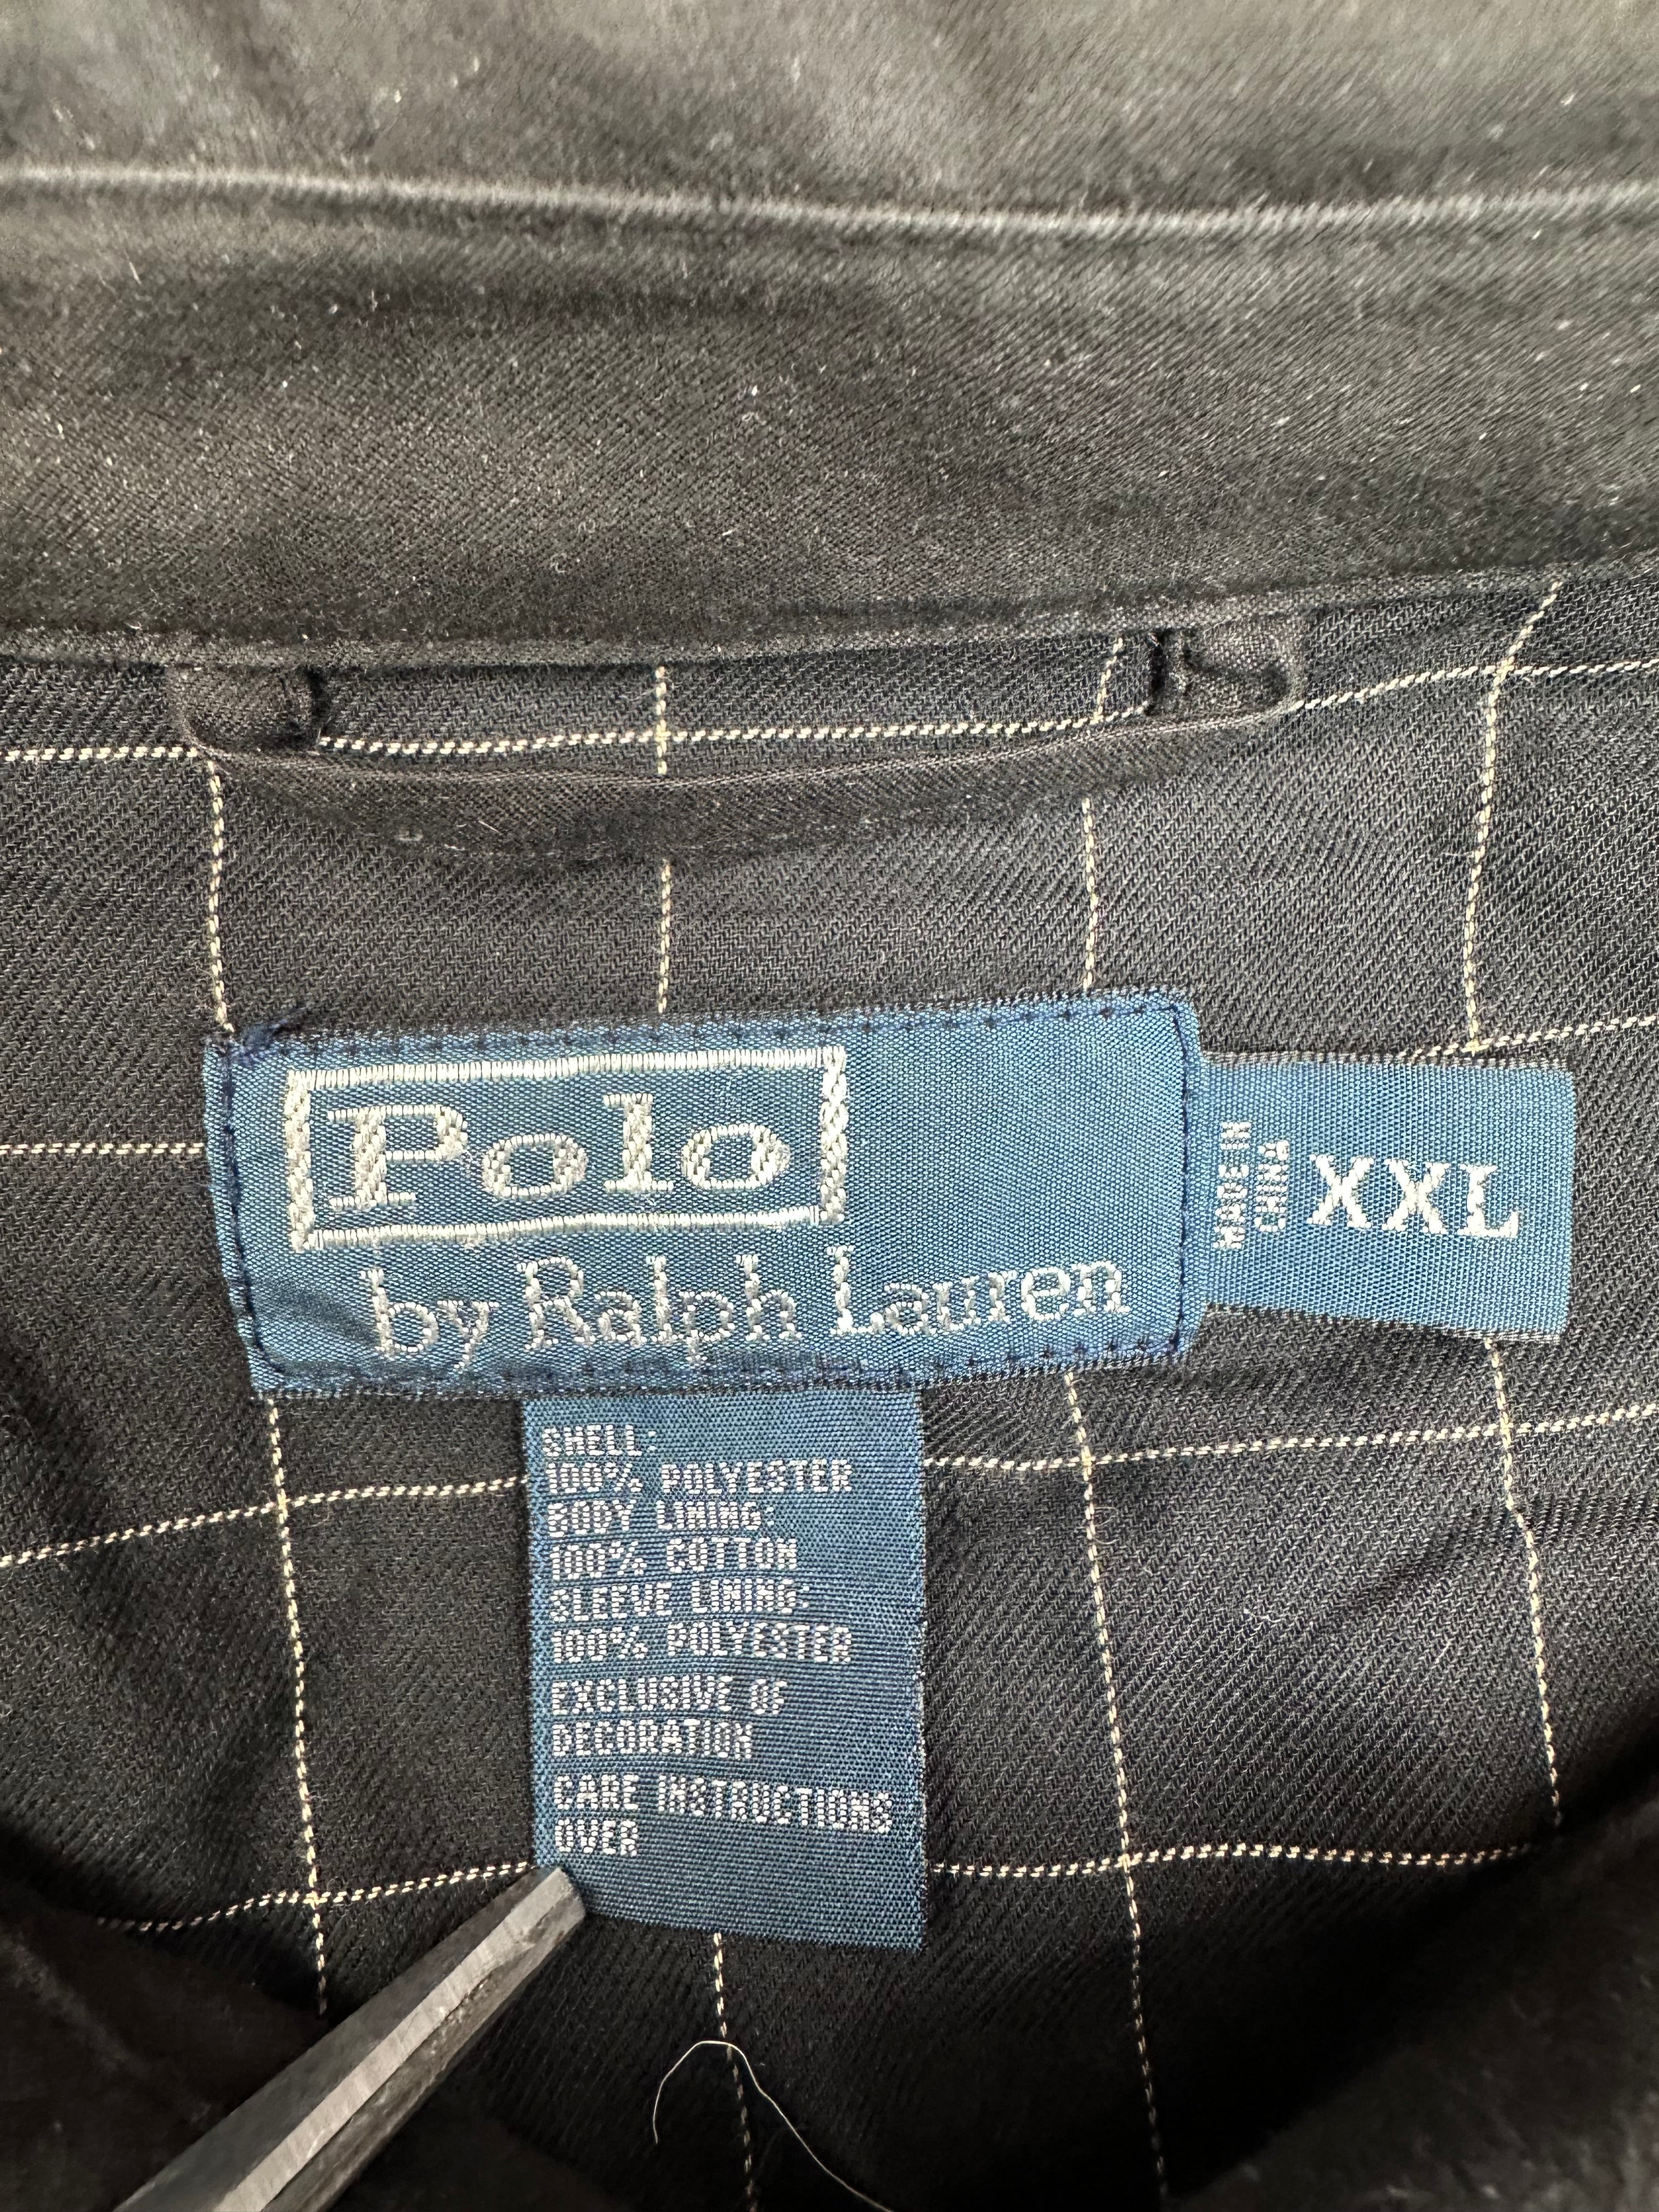 Polo
by Ralph Lauren
MADE IN
CHINA
XXL
SHELL:
100% POLYESTER
BODY LINING:
100% COTTON
SLEEVE LINING:
100% POLYESTER
EXCLUSIVE OF
DECORATION
CARE INSTRUCTIONS
OVER